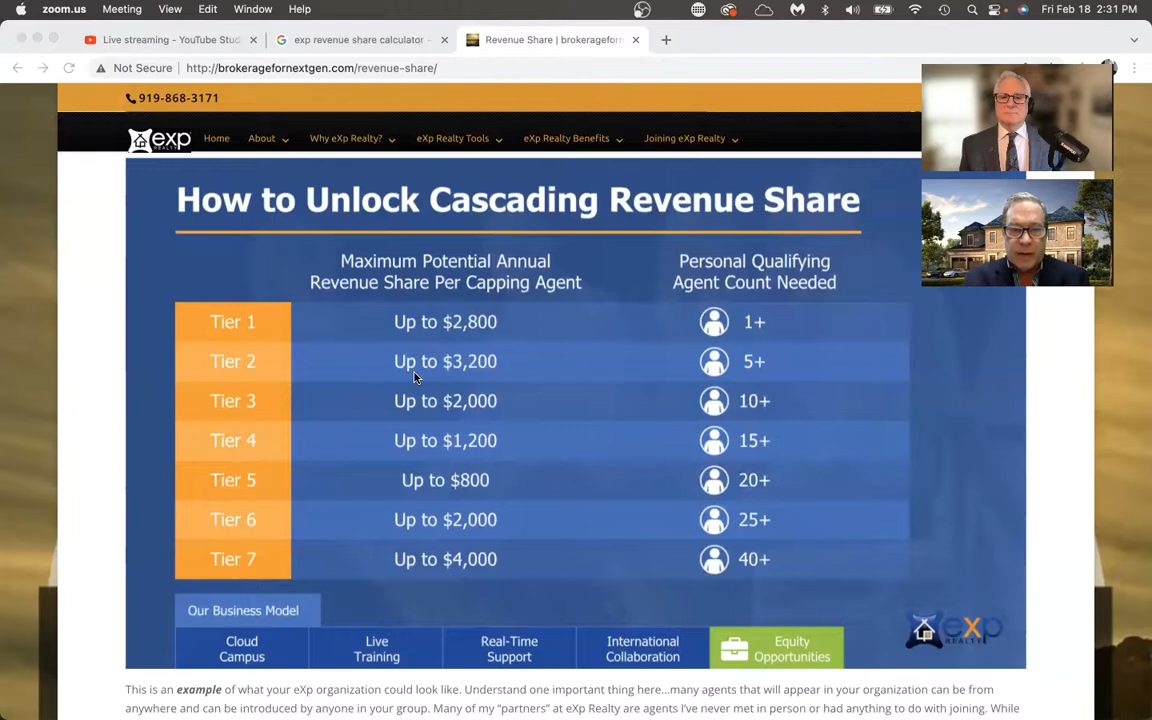 zoom.us Meeting View Edit Window Help Fri Feb 18 2:31 PM
Live streaming - YouTube Stud exp revenue share calculator - Revenue Share | brokeragefor
Not Secure http://brokeragefornextgen.com/revenue-share/
919-868-3171
exp REALTY Home About Why eXp Realty? eXp Realty Tools eXp Realty Benefits Joining eXp Realty
How to Unlock Cascading Revenue Share
Maximum Potential Annual
Revenue Share Per Capping Agent
Personal Qualifying
Agent Count Needed
Tier 1 Up to $2,800 1+
Tier 2 Up to $3,200 5+
Tier 3 Up to $2,000 10+
Tier 4 Up to $1,200 15+
Tier 5 Up to $800 20+
Tier 6 Up to $2,000 25+
Tier 7 Up to $4,000 40+
Our Business Model
Cloud
Campus
Live
Training
Real-Time
Support
International
Collaboration
Equity
Opportunities
exp
REALTY
This is an example of what your eXp organization could look like. Understand one important thing here...many agents that will appear in your organization can be from
anywhere and can be introduced by anyone in your group. Many of my “partners” at eXp Realty are agents I’ve never met in person or had anything to do with joining. While